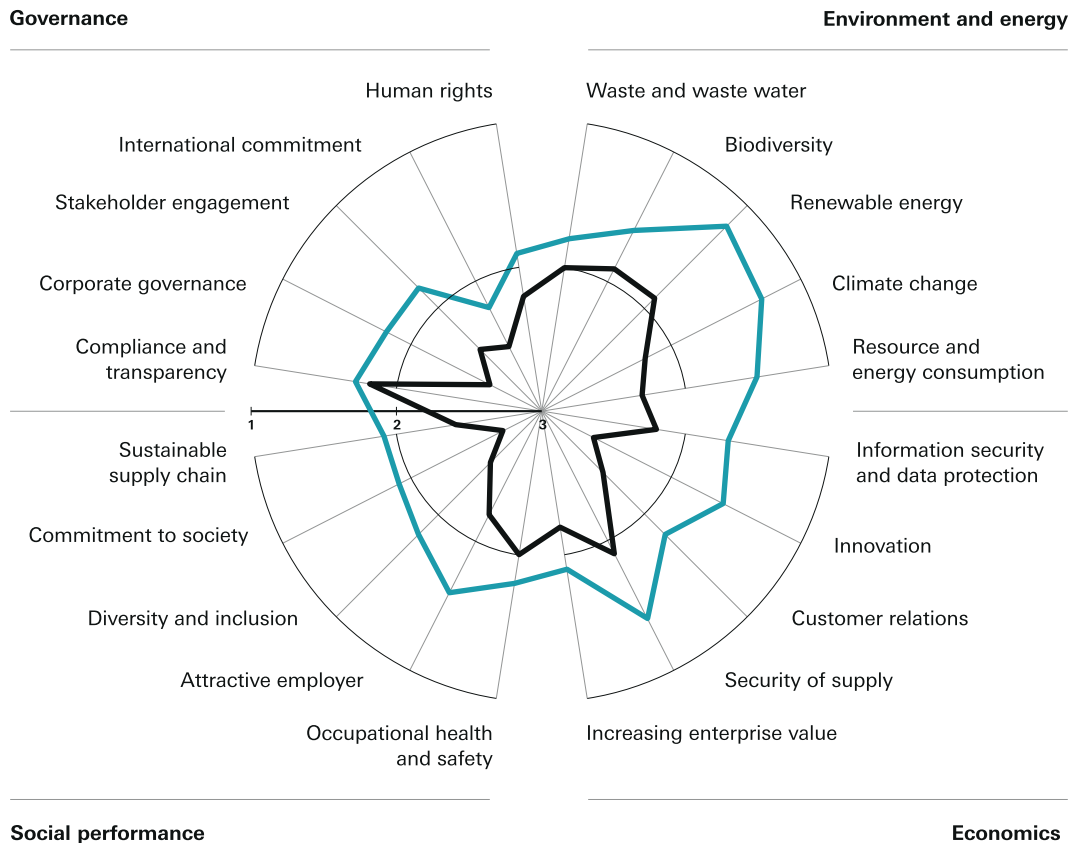 Governance
Environment and energy
Human rights
Waste and waste water
International commitment
Biodiversity
Stakeholder engagement
Renewable energy
Corporate governance
Climate change
Compliance and
transparency
Resource and
energy consumption
1
2
3
Sustainable
supply chain
Information security
and data protection
Commitment to society
Innovation
Diversity and inclusion
Customer relations
Attractive employer
Security of supply
Occupational health
and safety
Increasing enterprise value
Social performance
Economics